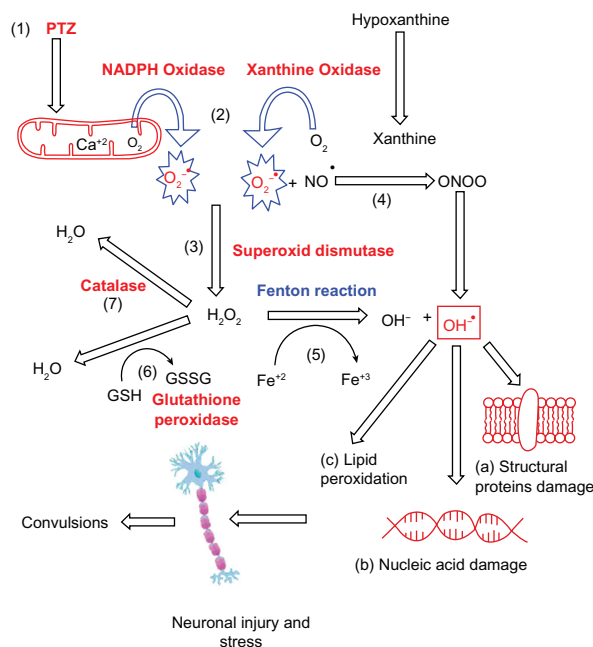 (1) PTZ
Hypoxanthine
NADPH Oxidase
Xanthine Oxidase
Ca+2
O2
(2)
O2
Xanthine
O2−•
O2−•
+ NO•
(4)
ONOO
H2O
(3)
Superoxid dismutase
Catalase
(7)
H2O2
Fenton reaction
OH−
+
OH−•
H2O
(6)
GSH
GSSG
Glutathione
peroxidase
(5)
Fe+2
Fe+3
(c) Lipid
peroxidation
(a) Structural
proteins damage
(b) Nucleic acid damage
Convulsions
Neuronal injury and
stress